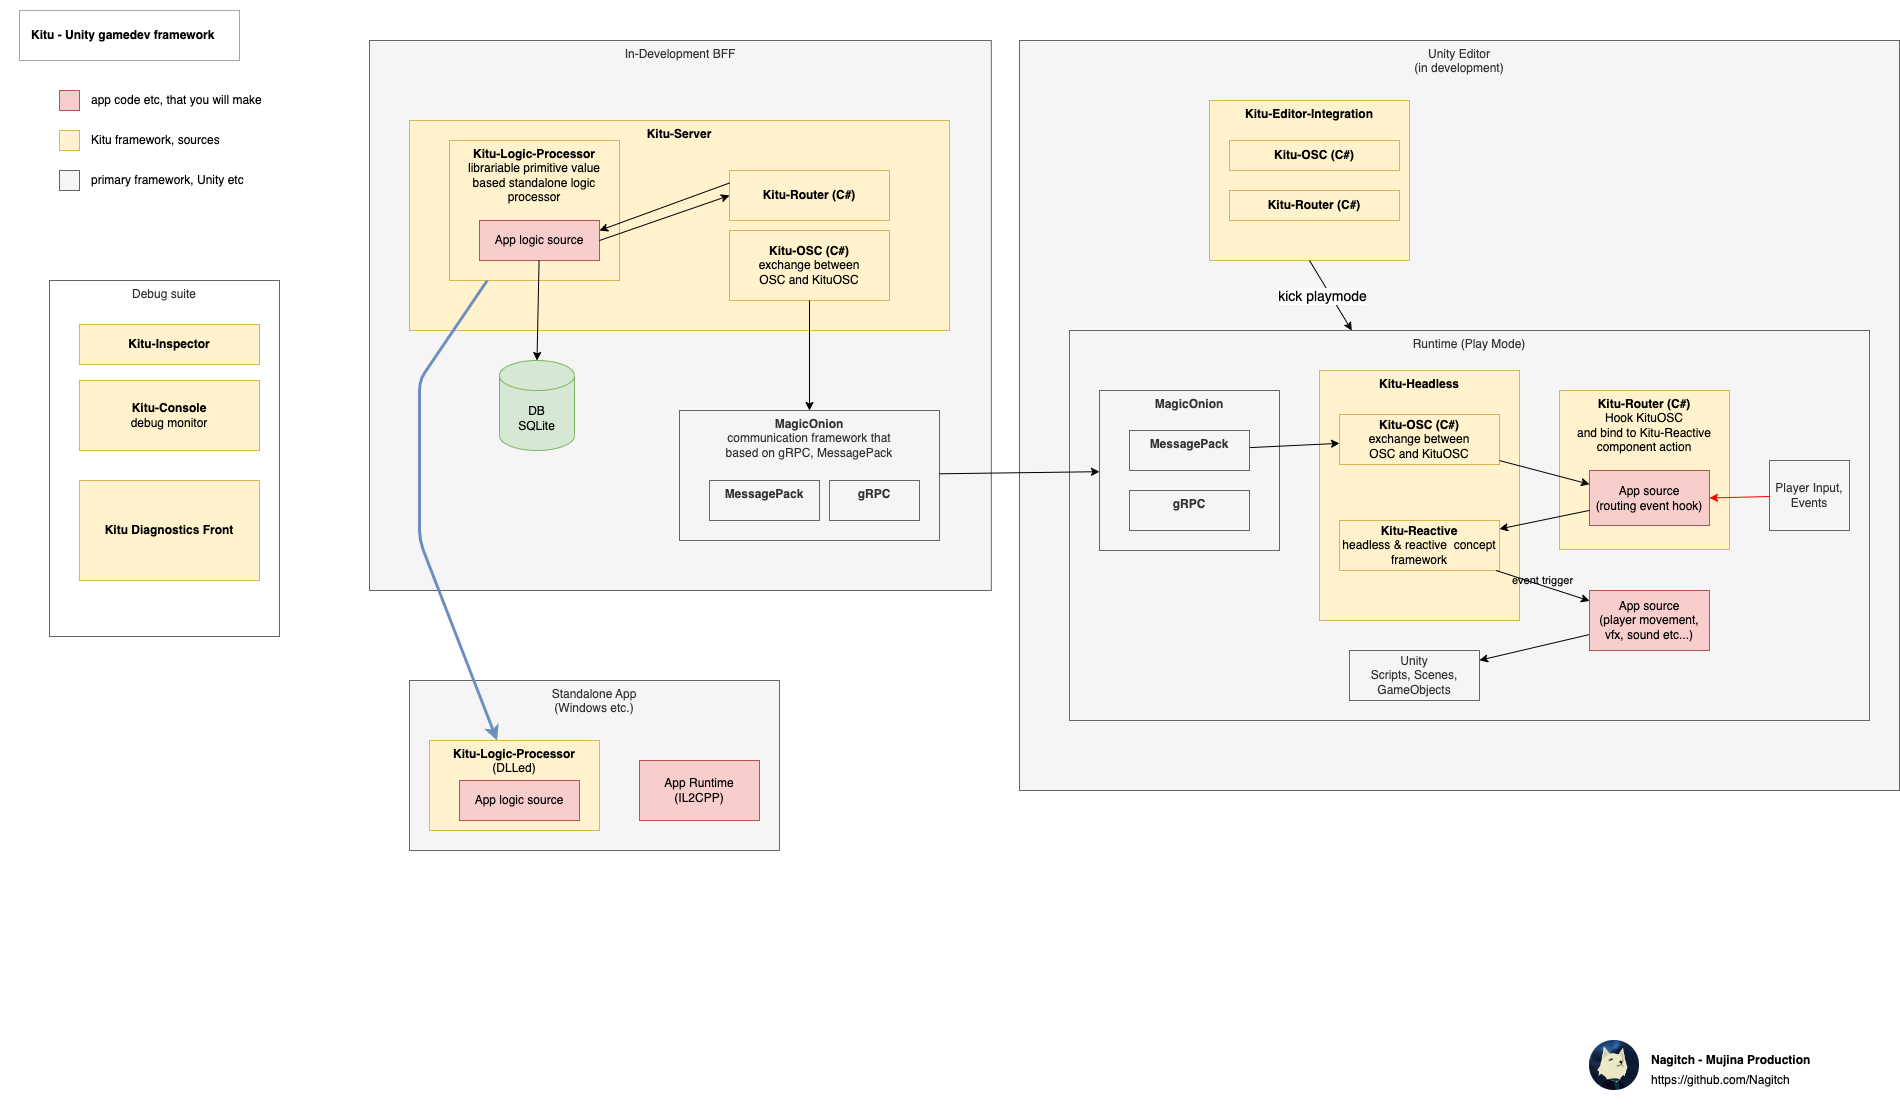 Kitu - Unity gamedev framework
app code etc, that you will make
Kitu framework, sources
primary framework, Unity etc
Debug suite
Kitu-Inspector
Kitu-Console
debug monitor
Kitu Diagnostics Front
In-Development BFF
Kitu-Server
Kitu-Logic-Processor
librariable primitive value
based standalone logic
processor
App logic source
Kitu-Router (C#)
Kitu-OSC (C#)
exchange between
OSC and KituOSC
DB
SQLite
MagicOnion
communication framework that
based on gRPC, MessagePack
MessagePack
gRPC
Standalone App
(Windows etc.)
Kitu-Logic-Processor
(DLLed)
App logic source
App Runtime
(IL2CPP)
Unity Editor
(in development)
Kitu-Editor-Integration
Kitu-OSC (C#)
Kitu-Router (C#)
kick playmode
Runtime (Play Mode)
MagicOnion
MessagePack
gRPC
Kitu-Headless
Kitu-OSC (C#)
exchange between
OSC and KituOSC
Kitu-Reactive
headless & reactive  concept
framework
Kitu-Router (C#)
Hook KituOSC
and bind to Kitu-Reactive
component action
App source
(routing event hook)
Player Input,
Events
event trigger
App source
(player movement,
vfx, sound etc...)
Unity
Scripts, Scenes,
GameObjects
Nagitch - Mujina Production
https://github.com/Nagitch